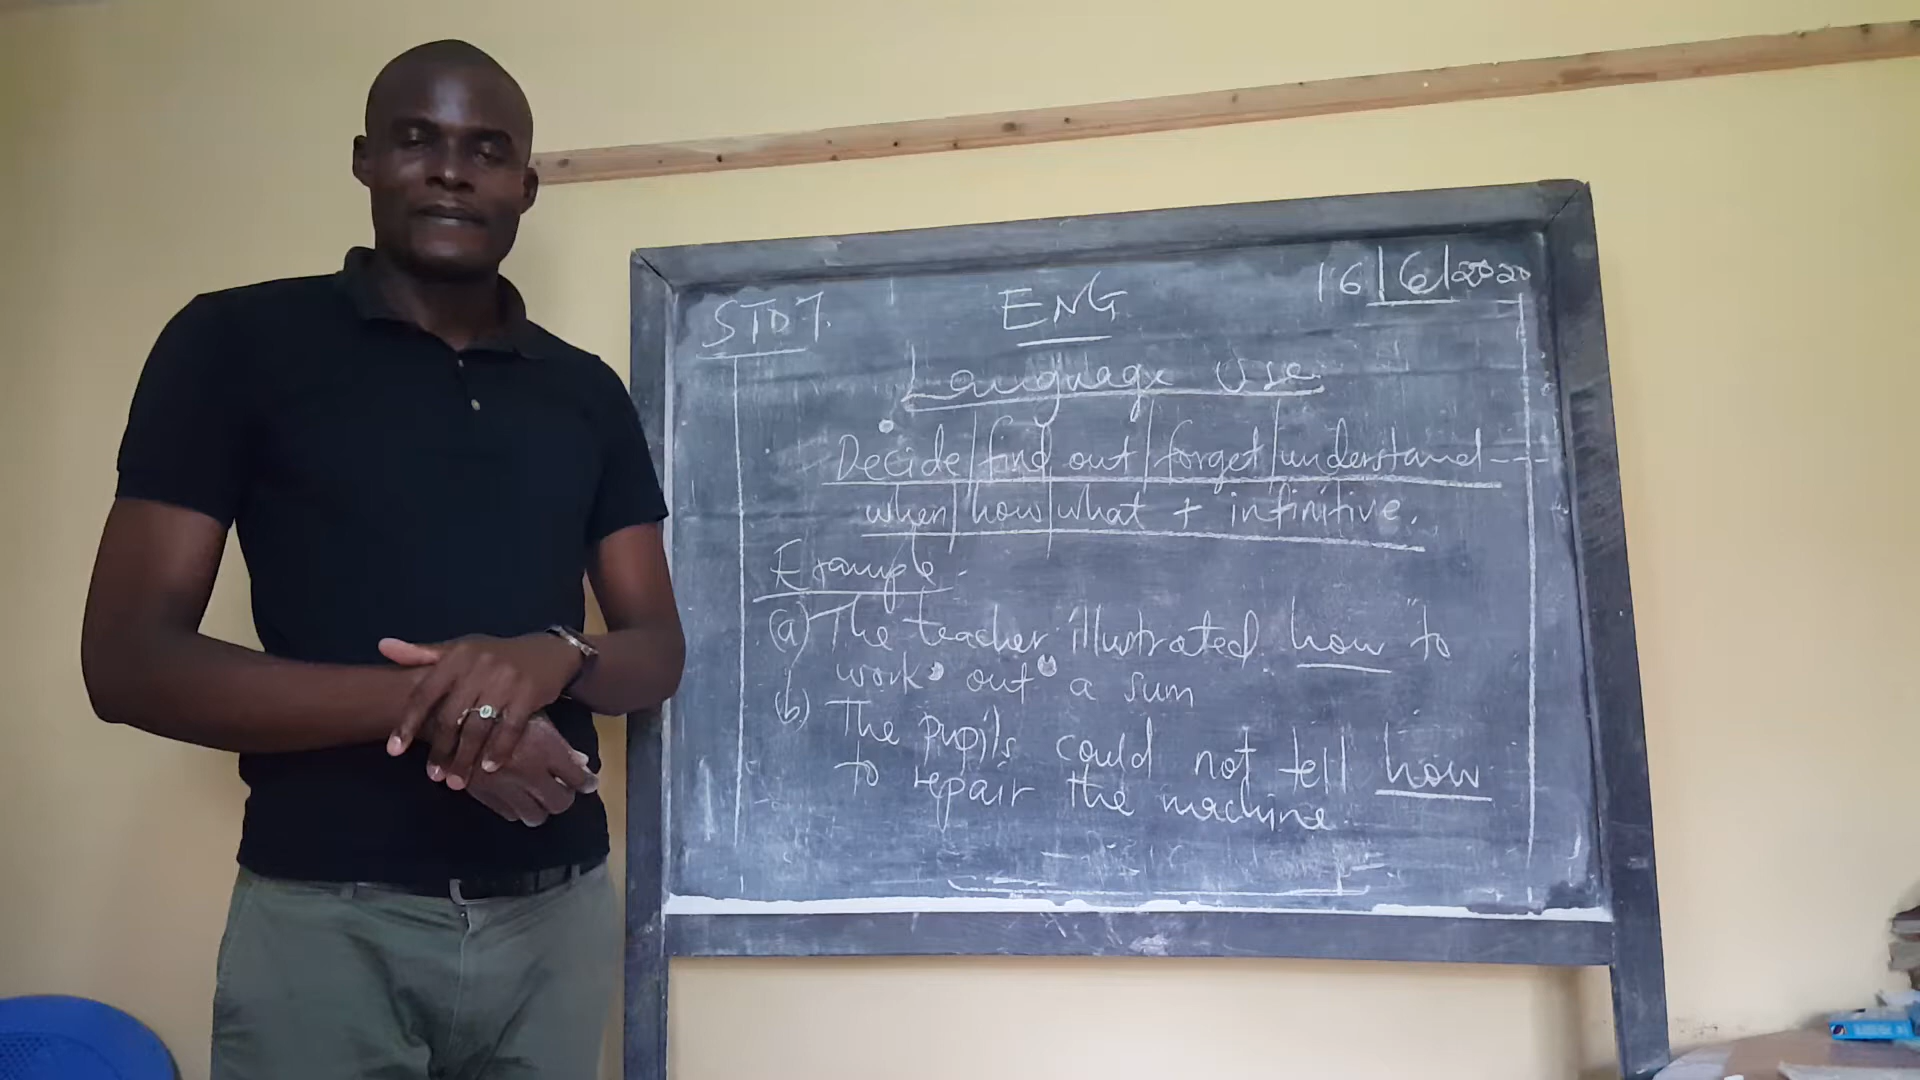 STD 7. ENG 16/6/2020
Language Use
Decide/find out/forget/understand---
when/how/what + infinitive.
Example-
(a) The teacher illustrated how to
work out a sum
(b) The pupils could not tell how
to repair the machine.